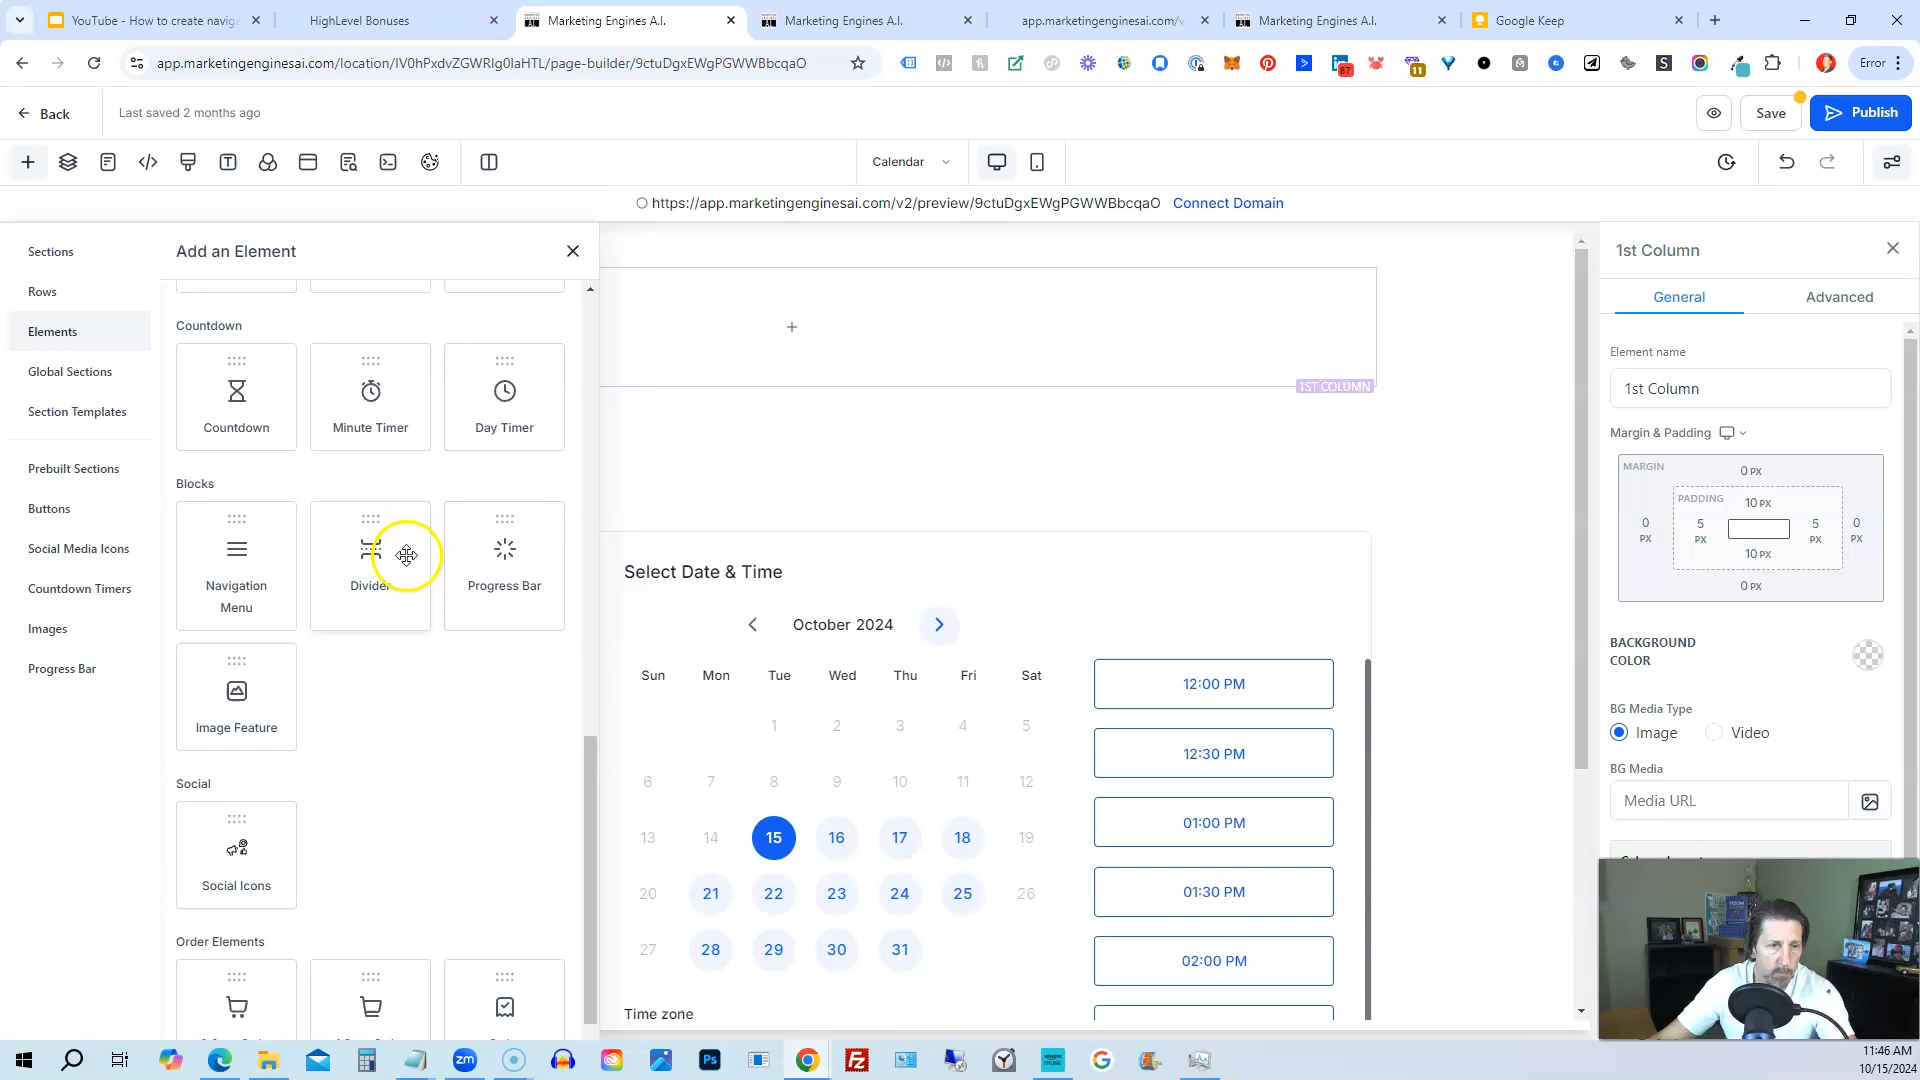 YouTube - How to create navig
HighLevel Bonuses
Marketing Engines A.I.
Marketing Engines A.I.
app.marketingenginesai.com/v
Marketing Engines A.I.
Google Keep
app.marketingenginesai.com/location/lV0hPxdvZGWRIg0IaHTL/page-builder/9ctuDgxEWgPGWWBbcqaO
87
11
Error
Back
Last saved 2 months ago
Save
Publish
Calendar
https://app.marketingenginesai.com/v2/preview/9ctuDgxEWgPGWWBbcqaO Connect Domain
Sections
Rows
Elements
Global Sections
Section Templates
Prebuilt Sections
Buttons
Social Media Icons
Countdown Timers
Images
Progress Bar
Add an Element
Countdown
Countdown
Minute Timer
Day Timer
Blocks
Navigation
Menu
Divider
Progress Bar
Image Feature
Social
Social Icons
Order Elements
1ST COLUMN
Select Date & Time
October 2024
Sun Mon Tue Wed Thu Fri Sat
1 2 3 4 5
6 7 8 9 10 11 12
13 14 15 16 17 18 19
20 21 22 23 24 25 26
27 28 29 30 31
Time zone
12:00 PM
12:30 PM
01:00 PM
01:30 PM
02:00 PM
1st Column
General
Advanced
Element name
1st Column
Margin & Padding
MARGIN
0 PX
PADDING
10 PX
0 PX
5 PX
5 PX
0 PX
10 PX
0 PX
BACKGROUND
COLOR
BG Media Type
Image
Video
BG Media
Media URL
zm
Ps
11:46 AM
10/15/2024